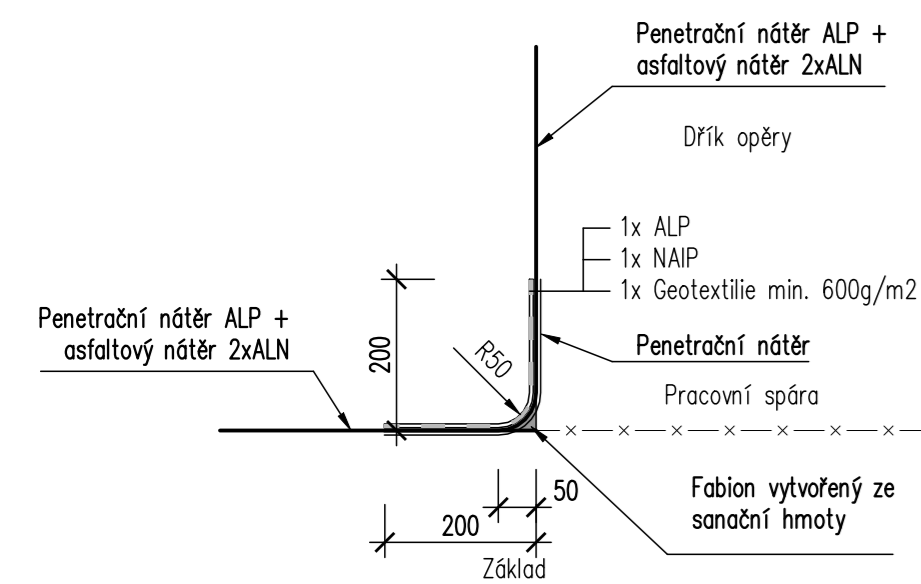 Penetrační nátěr ALP +
asfaltový nátěr 2xALN
Dřík opěry
1x ALP
1x NAIP
1x Geotextilie min. 600g/m2
Penetrační nátěr ALP +
asfaltový nátěr 2xALN
200
R50
Penetrační nátěr
Pracovní spára
50
200
Fabion vytvořený ze
sanační hmoty
Základ